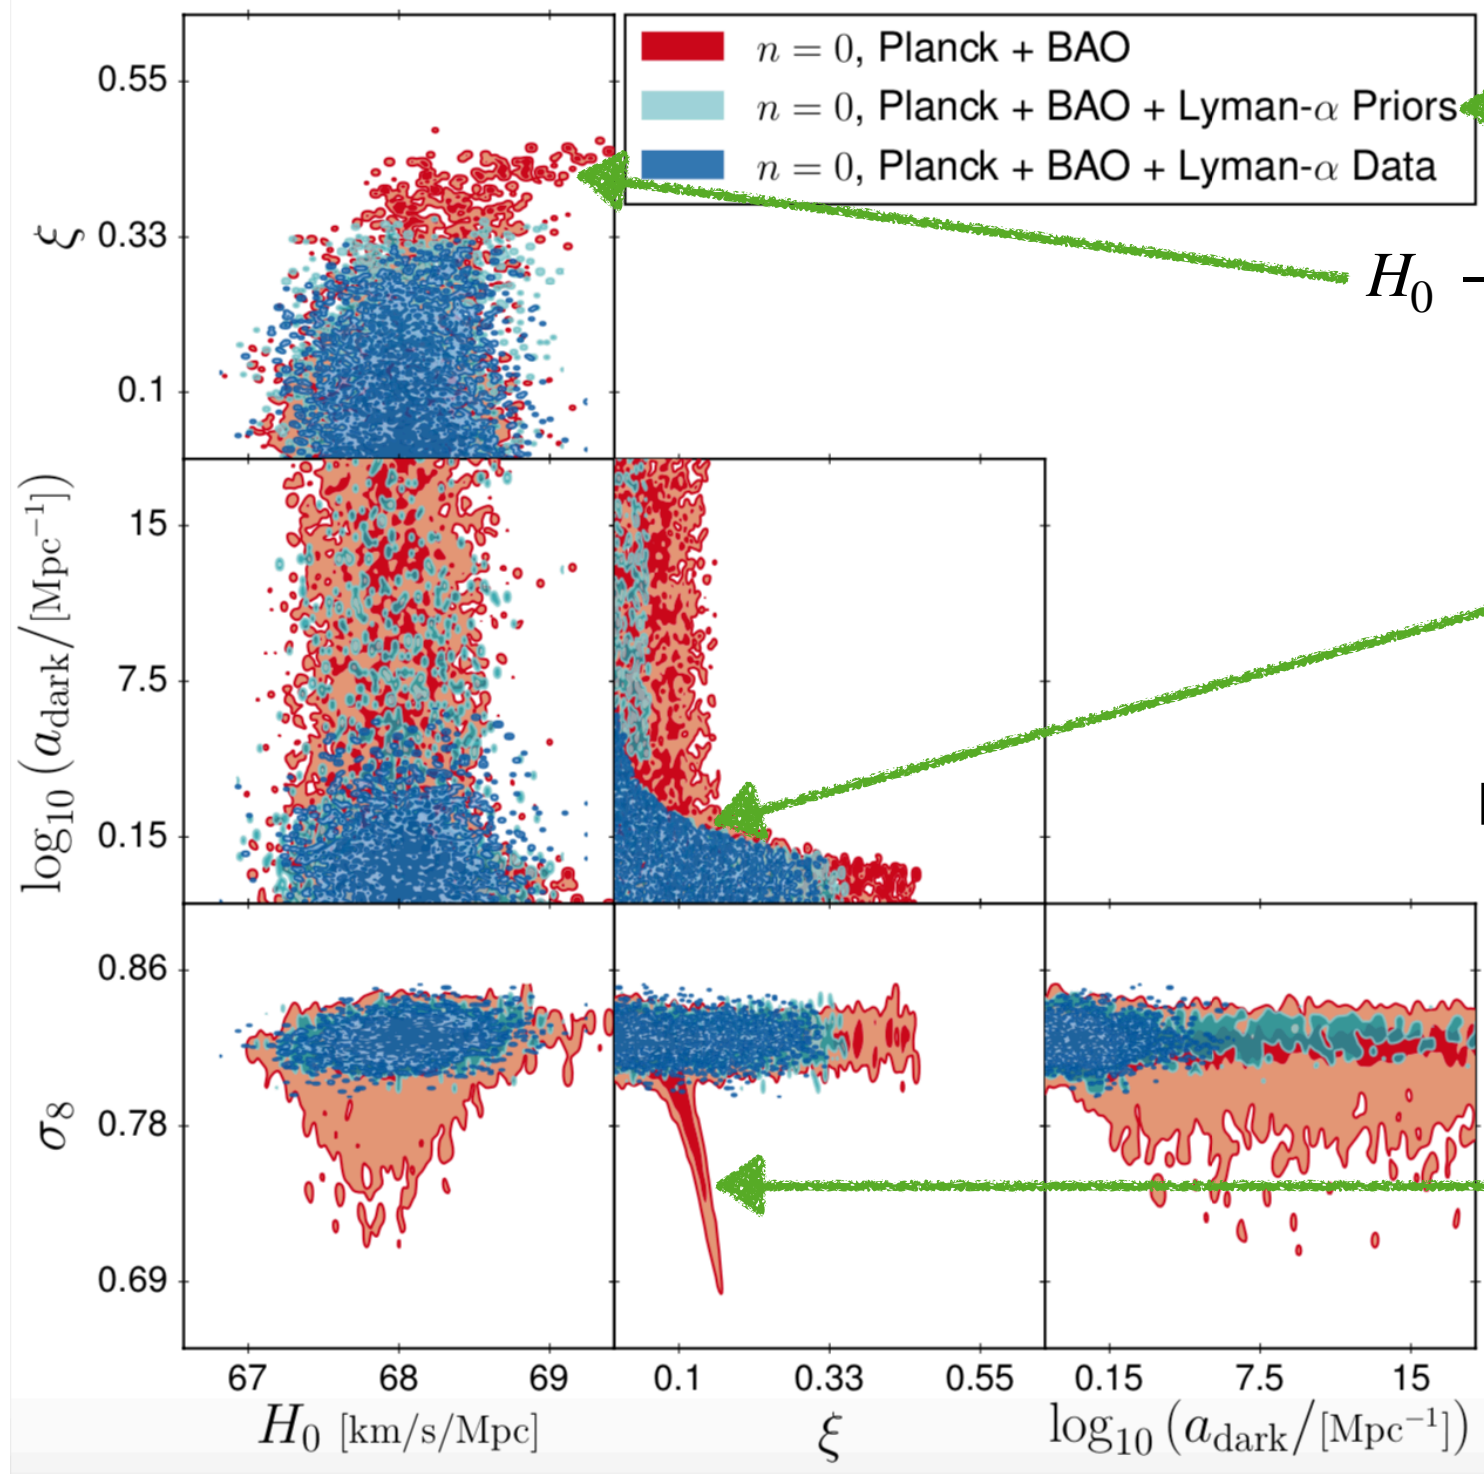 n = 0, Planck + BAO
n = 0, Planck + BAO + Lyman-α Priors
n = 0, Planck + BAO + Lyman-α Data
0.55
0.33
0.1
ξ
H₀ –
15
7.5
0.15
log₁₀ (a_dark/[Mpc⁻¹])
0.86
0.78
0.69
σ₈
67 68 69 0.1 0.33 0.55 0.15 7.5 15
H₀ [km/s/Mpc] ξ log₁₀ (a_dark/[Mpc⁻¹])